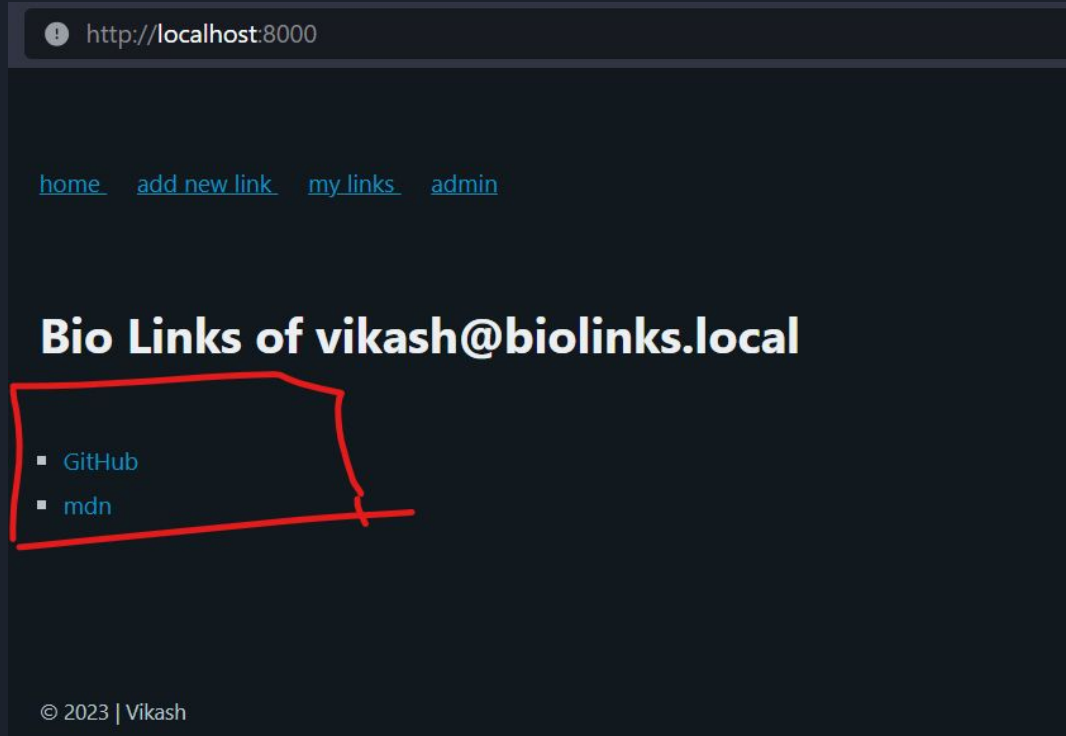 http://localhost:8000
home add new link my links admin
Bio Links of vikash@biolinks.local
GitHub
mdn
© 2023 | Vikash